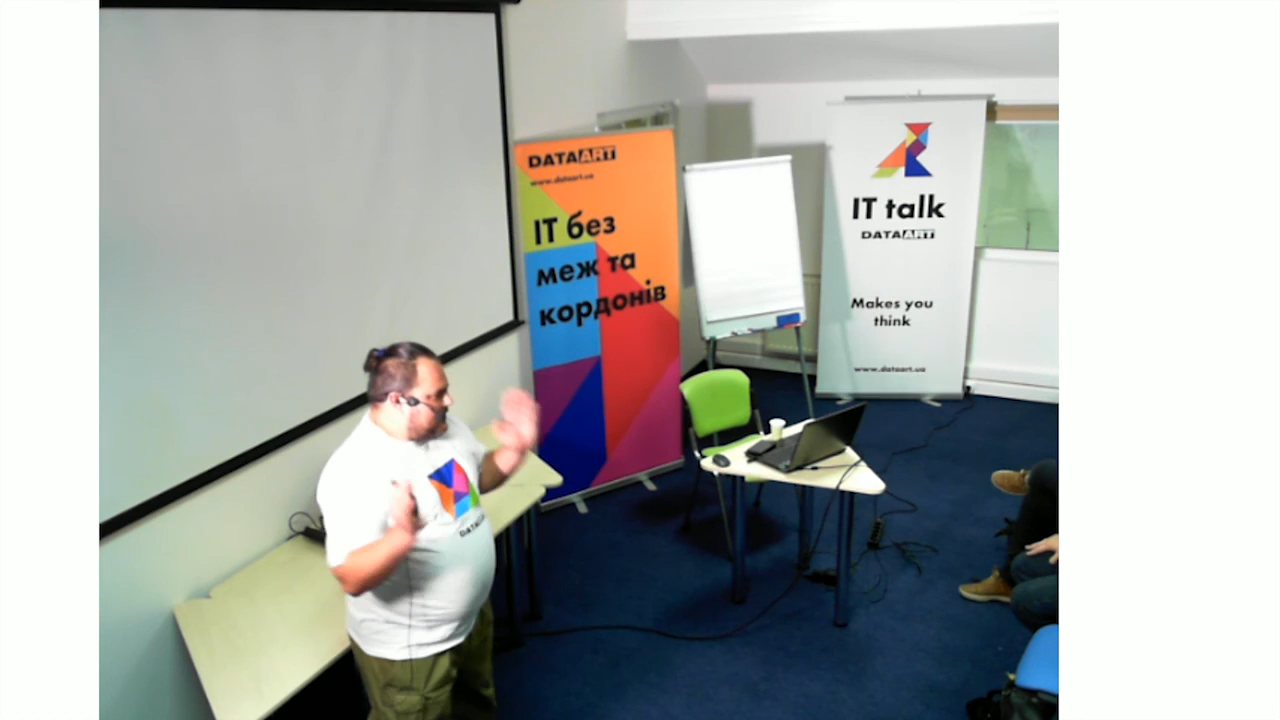 DATAART
www.dataart.ua
IT без
меж та
кордонів
IT talk
DATAART
Makes you
think
www.dataart.ua